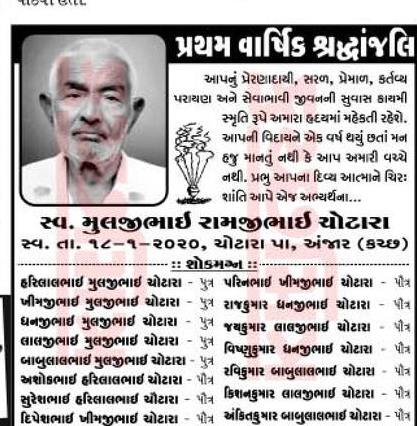 પ્રથમ વાર્ષિક શ્રદ્ધાંજલિ
આપનું પ્રેરણાદાયી, સરળ, પ્રેમાળ, કર્તવ્ય
પરાયણ અને સેવાભાવી જીવનની સુવાસ કાયમી
સ્મૃતિ રૂપે અમારા હૃદયમાં મહેકતી રહેશે.
આપની વિદાયને એક વર્ષ થયું છતાં મન
હજુ માનતું નથી કે આપ અમારી વચ્ચે
નથી. પ્રભુ આપના દિવ્ય આત્માને ચિરઃ
શાંતિ આપે એજ અભ્યર્થના...
સ્વ. મુલજીભાઈ રામજીભાઈ ચોટારા
સ્વ. તા. ૧૮-૧-૨૦૨૦, ચોટારા પા, અંજાર (કચ્છ)
:: શોકમગ્ન ::
હરિલાલભાઈ મુલજીભાઈ ચોટારા - પુત્ર
ખીમજીભાઈ મુલજીભાઈ ચોટારા - પુત્ર
ધનજીભાઈ મુલજીભાઈ ચોટારા - પુત્ર
લાલજીભાઈ મુલજીભાઈ ચોટારા - પુત્ર
બાબુલાલભાઈ મુલજીભાઈ ચોટારા - પુત્ર
અશોકભાઈ હરિલાલભાઈ ચોટારા - પૌત્ર
સુરેશભાઈ હરિલાલભાઈ ચૌટારા - પૌત્ર
દિપેશભાઈ ખીમજીભાઈ ચોટારા - પૌત્ર
પરિનભાઈ ખીમજીભાઈ ચોટારા - પૌત્ર
રાજકુમાર ધનજીભાઈ ચોટારા - પૌત્ર
જયકુમાર લાલજીભાઈ ચોટારા - પૌત્ર
વિષ્ણુકુમાર ધનજીભાઈ ચોટારા - પૌત્ર
રવિકુમાર બાબુલાલભાઈ ચોટારા - પૌત્ર
કિશનકુમાર લાલજીભાઈ ચોટારા - પૌત્ર
અંકિતકુમાર બાબુલાલભાઈ ચોટારા - પૌત્ર